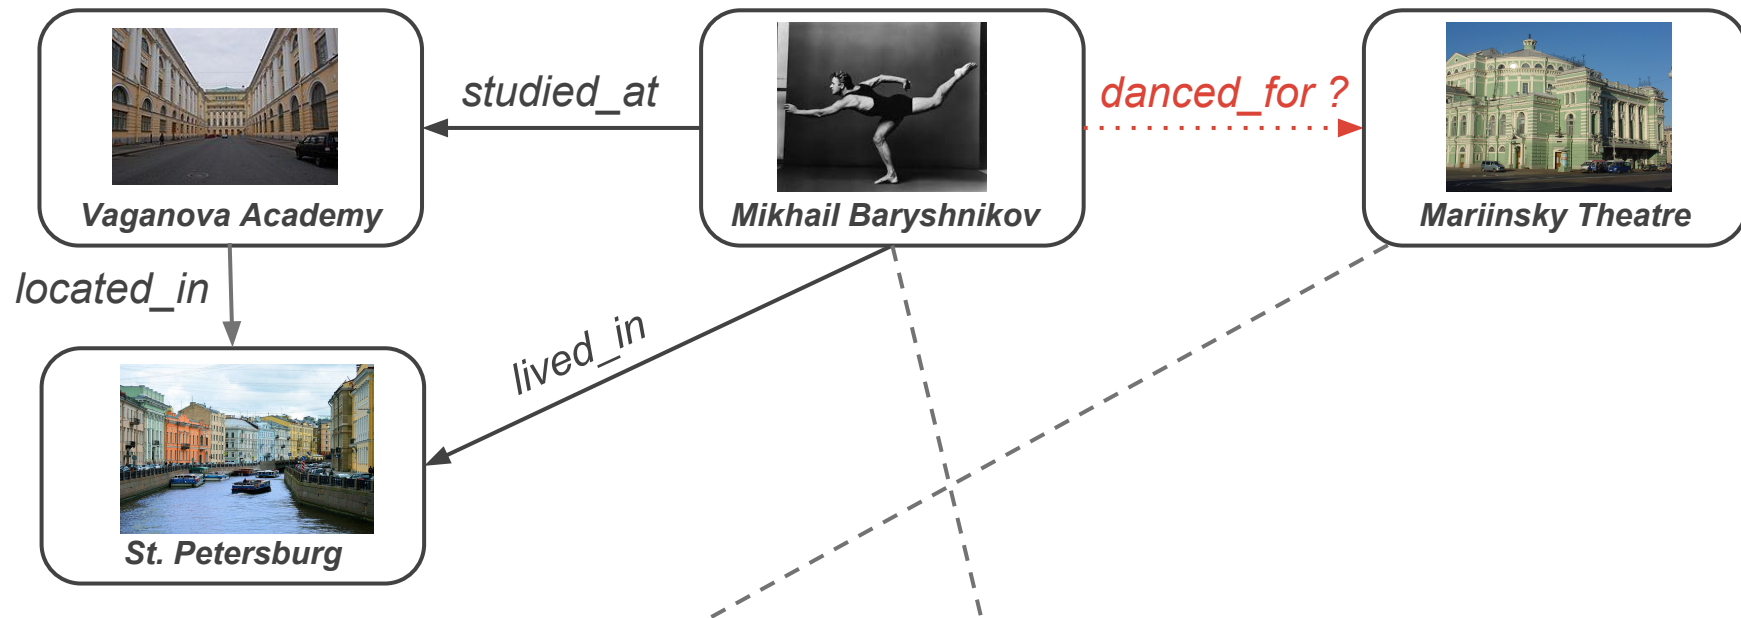 studied_at
danced_for ?
Vaganova Academy
Mikhail Baryshnikov
Mariinsky Theatre
located_in
lived_in
St. Petersburg